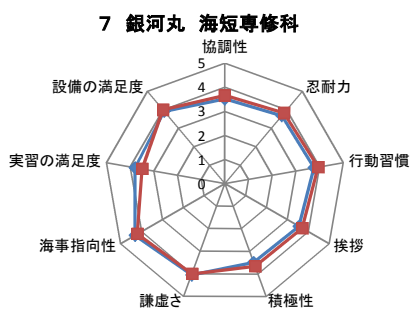 ７ 銀河丸 海短専修科
協調性
忍耐力
行動習慣
挨拶
積極性
謙虚さ
海事指向性
実習の満足度
設備の満足度
5
4
3
2
1
0